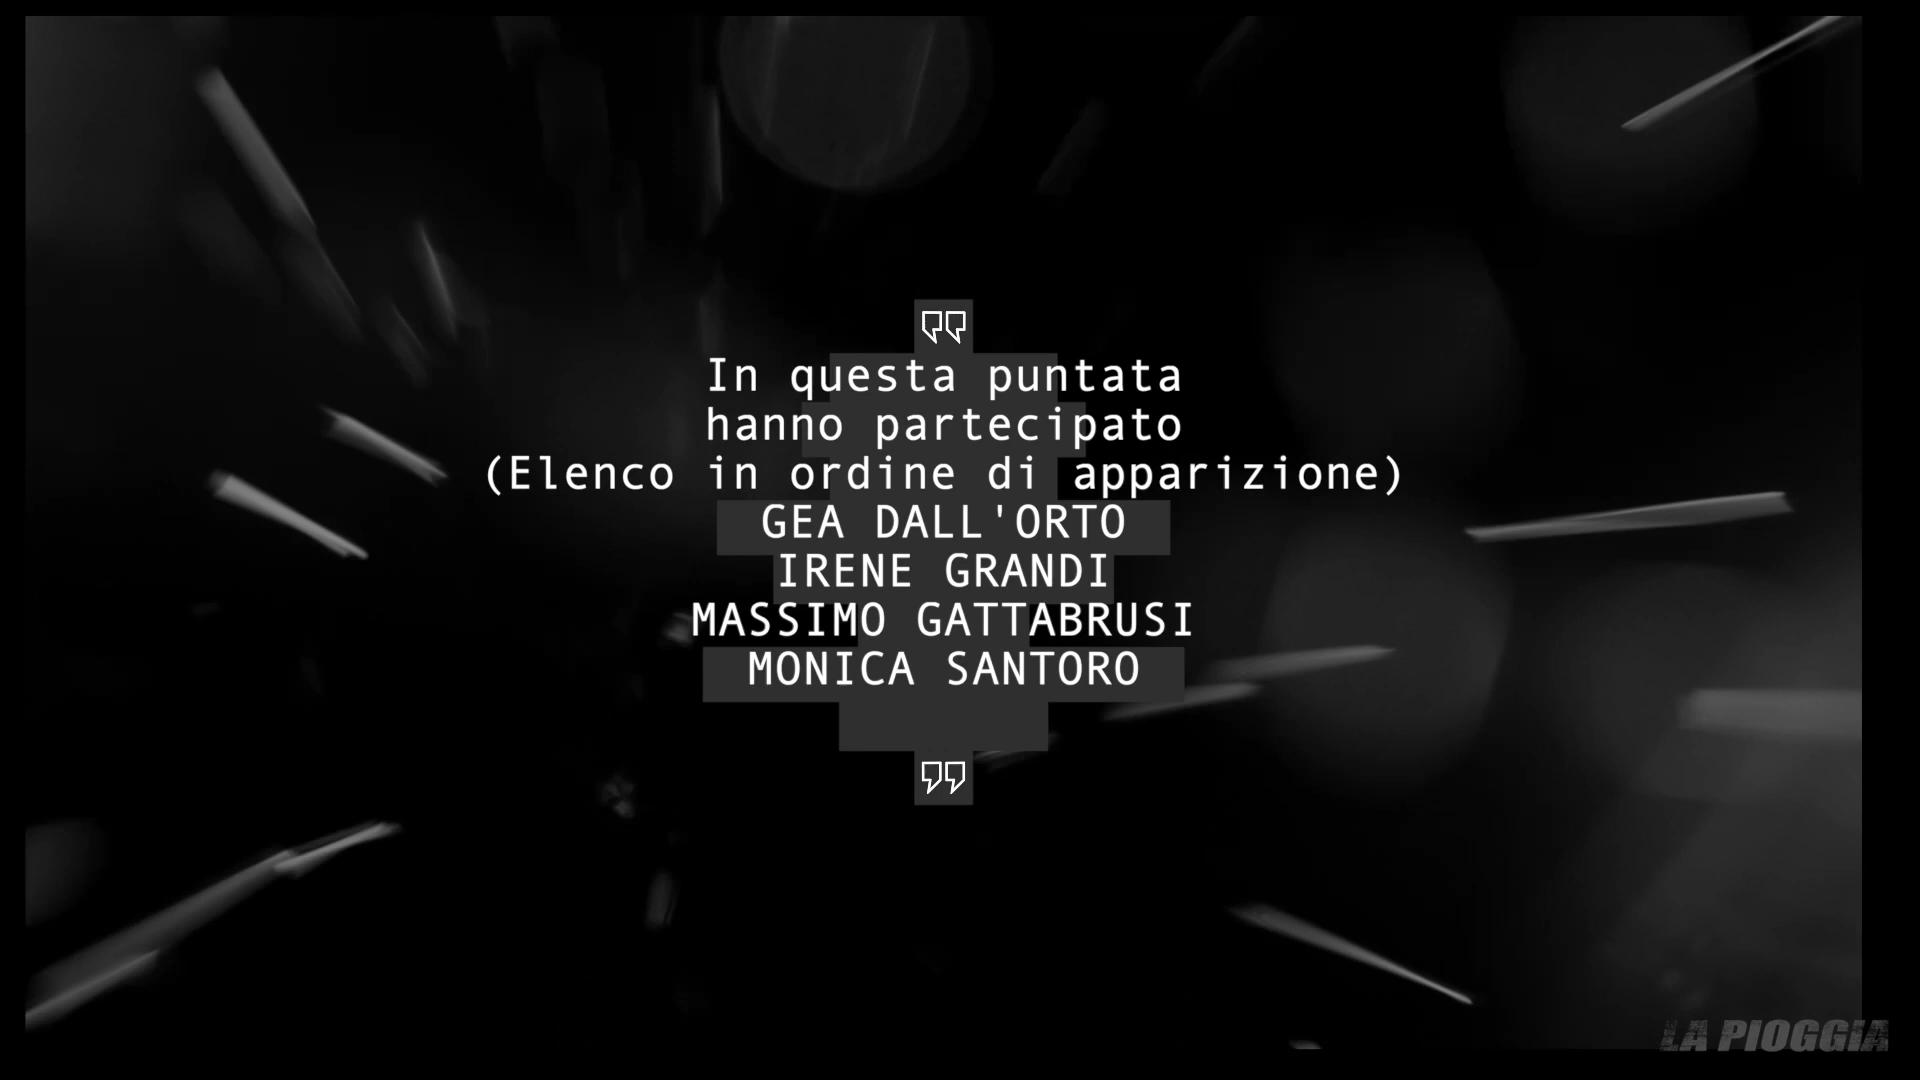 In questa puntata
hanno partecipato
(Elenco in ordine di apparizione)
GEA DALL'ORTO
IRENE GRANDI
MASSIMO GATTABRUSI
MONICA SANTORO
LA PIOGGIA